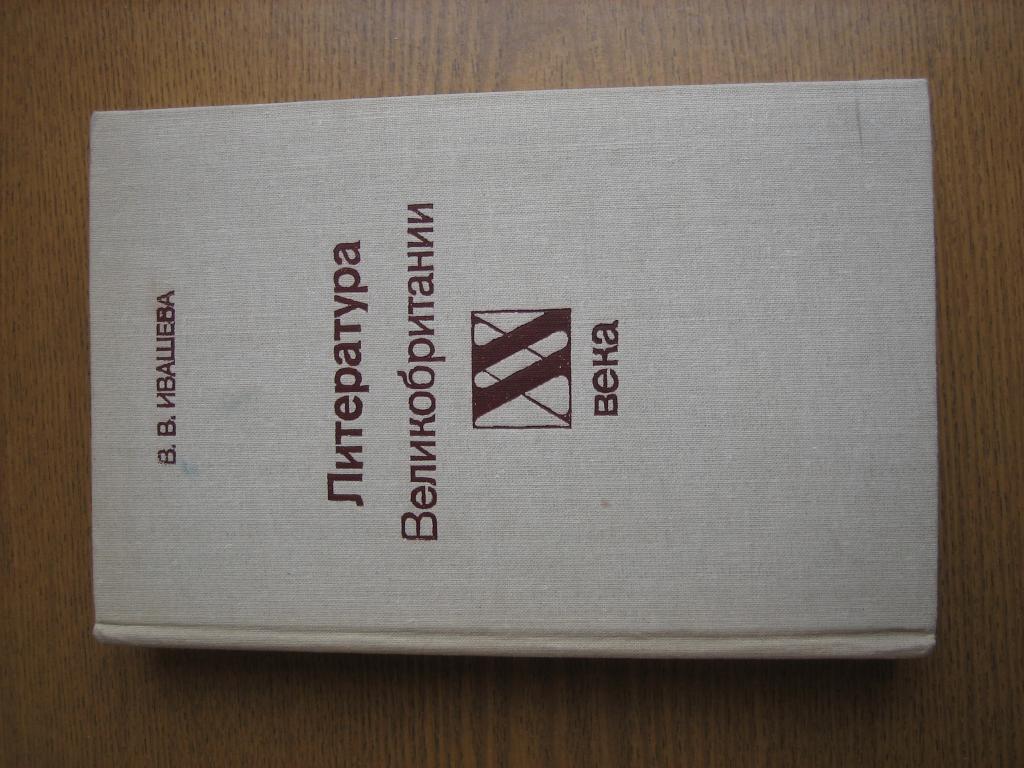 В. В. ИВАШЕВА
Литература
Великобритании
XX
века